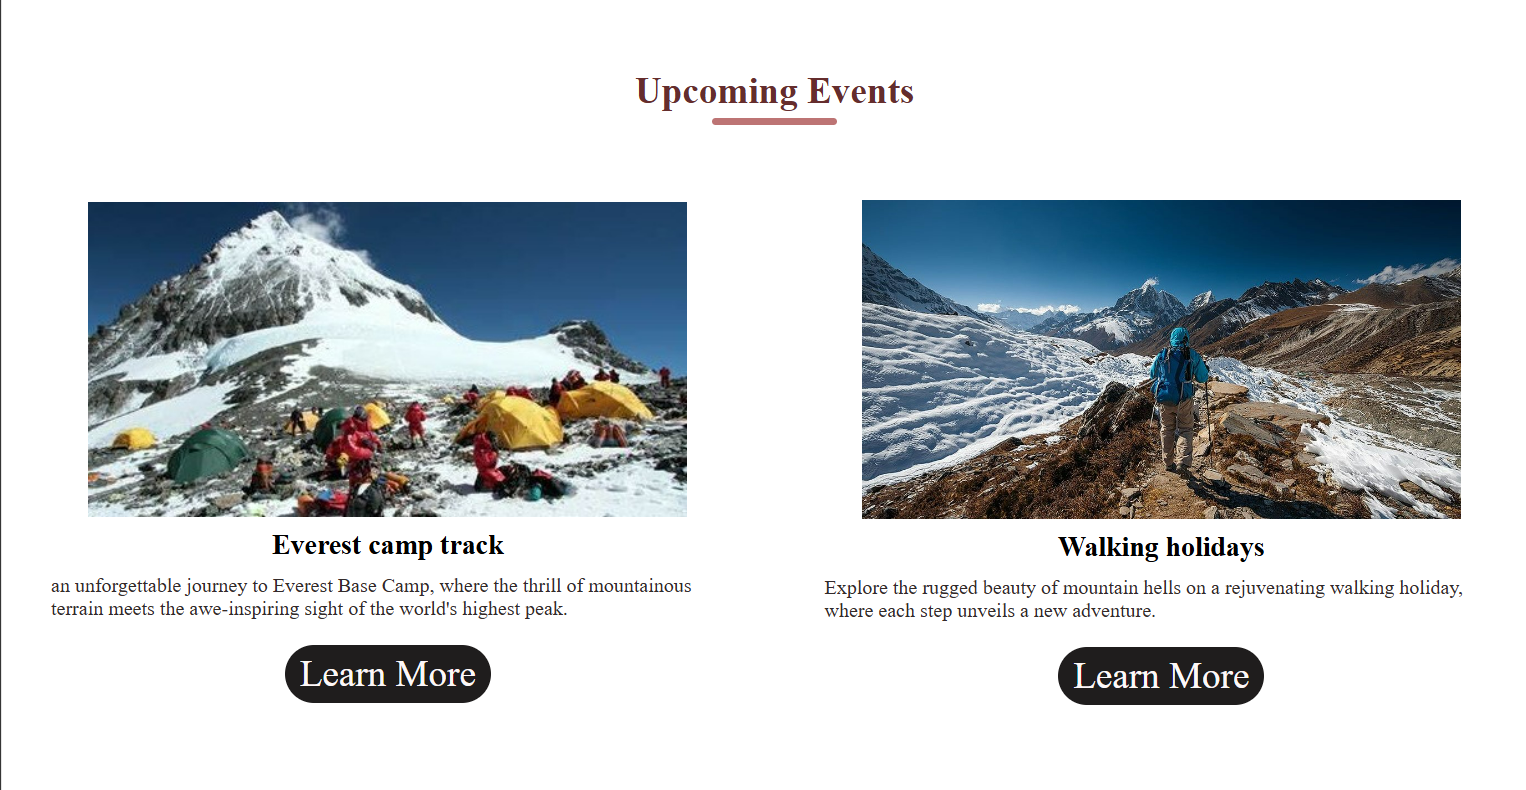 Upcoming Events
Everest camp track
an unforgettable journey to Everest Base Camp, where the thrill of mountainous
terrain meets the awe-inspiring sight of the world's highest peak.
Learn More
Walking holidays
Explore the rugged beauty of mountain hells on a rejuvenating walking holiday,
where each step unveils a new adventure.
Learn More